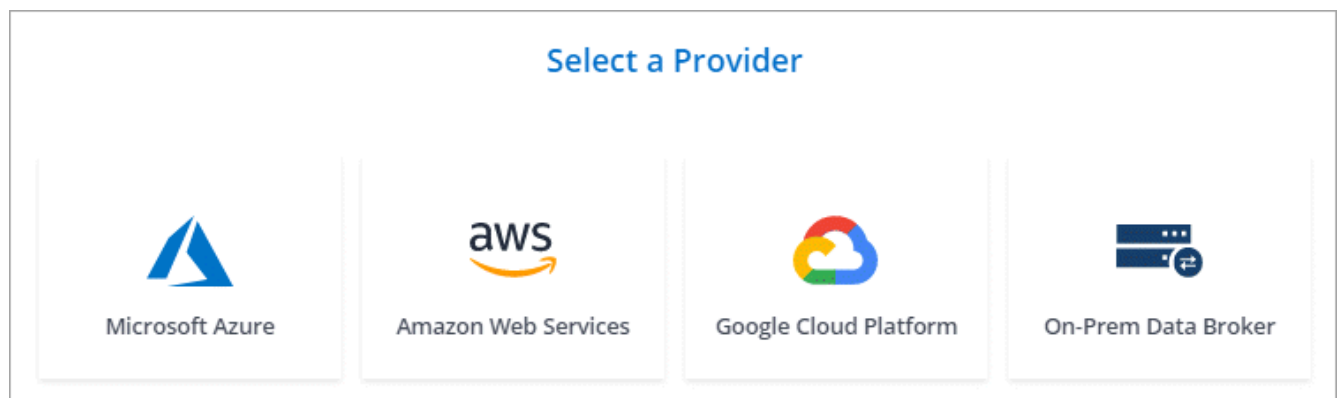 Select a Provider
aws
Microsoft Azure
Amazon Web Services
Google Cloud Platform
On-Prem Data Broker